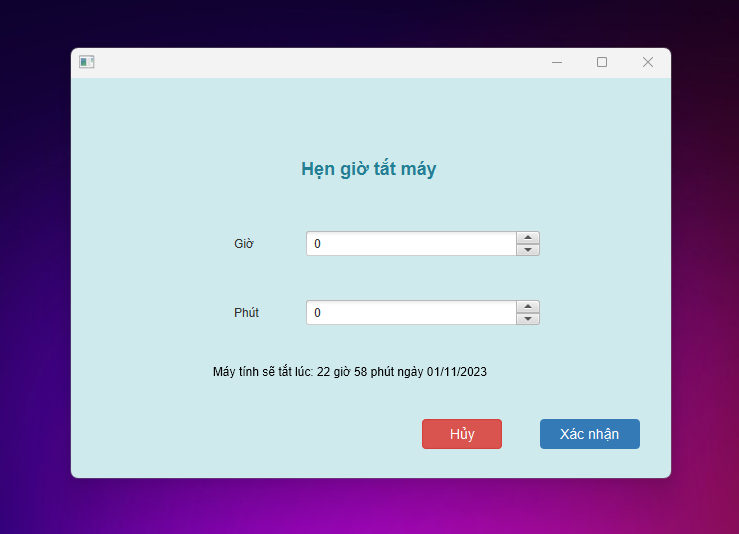 Hẹn giờ tắt máy
Giờ 0
Phút 0
Máy tính sẽ tắt lúc: 22 giờ 58 phút ngày 01/11/2023
Hủy Xác nhận